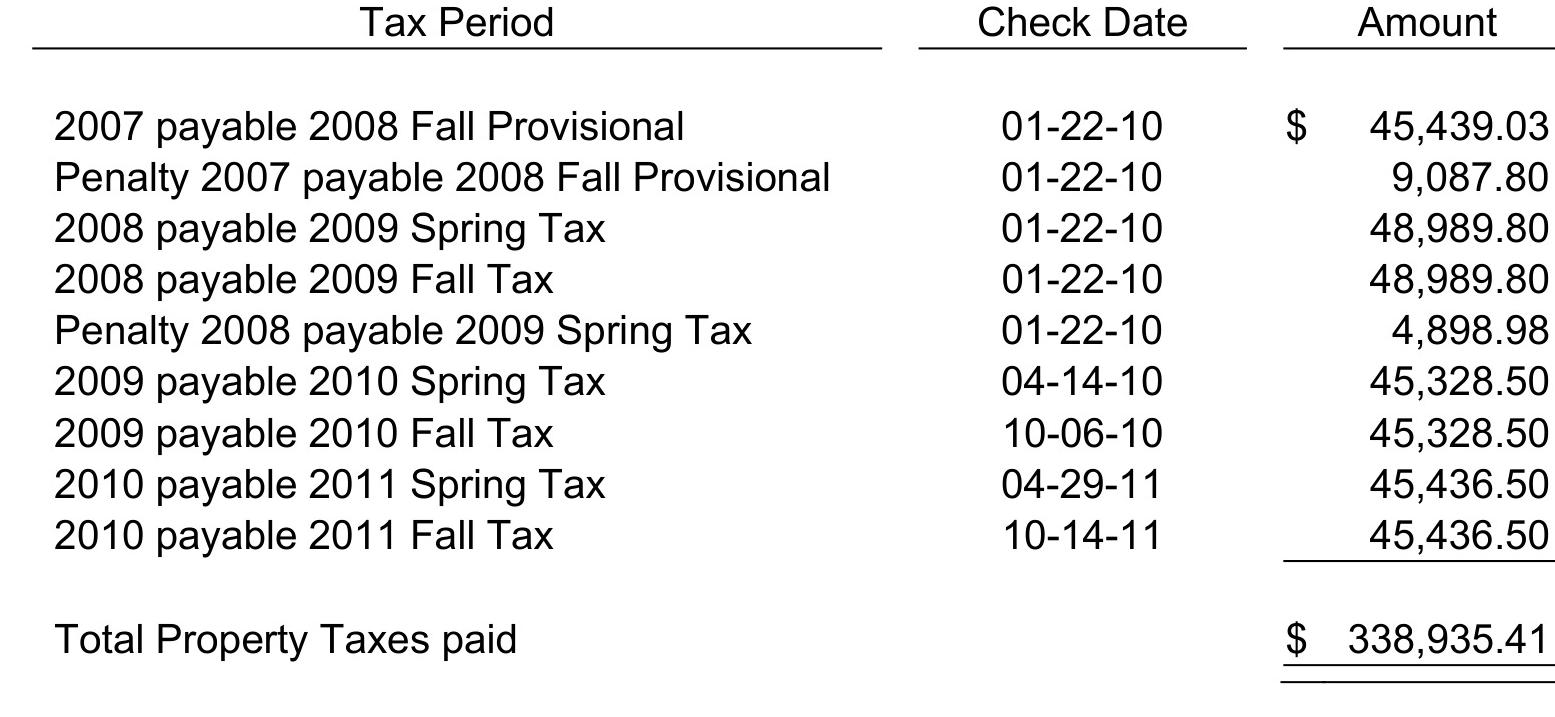 Tax Period Check Date Amount
2007 payable 2008 Fall Provisional 01-22-10 $ 45,439.03
Penalty 2007 payable 2008 Fall Provisional 01-22-10 9,087.80
2008 payable 2009 Spring Tax 01-22-10 48,989.80
2008 payable 2009 Fall Tax 01-22-10 48,989.80
Penalty 2008 payable 2009 Spring Tax 01-22-10 4,898.98
2009 payable 2010 Spring Tax 04-14-10 45,328.50
2009 payable 2010 Fall Tax 10-06-10 45,328.50
2010 payable 2011 Spring Tax 04-29-11 45,436.50
2010 payable 2011 Fall Tax 10-14-11 45,436.50
Total Property Taxes paid $ 338,935.41